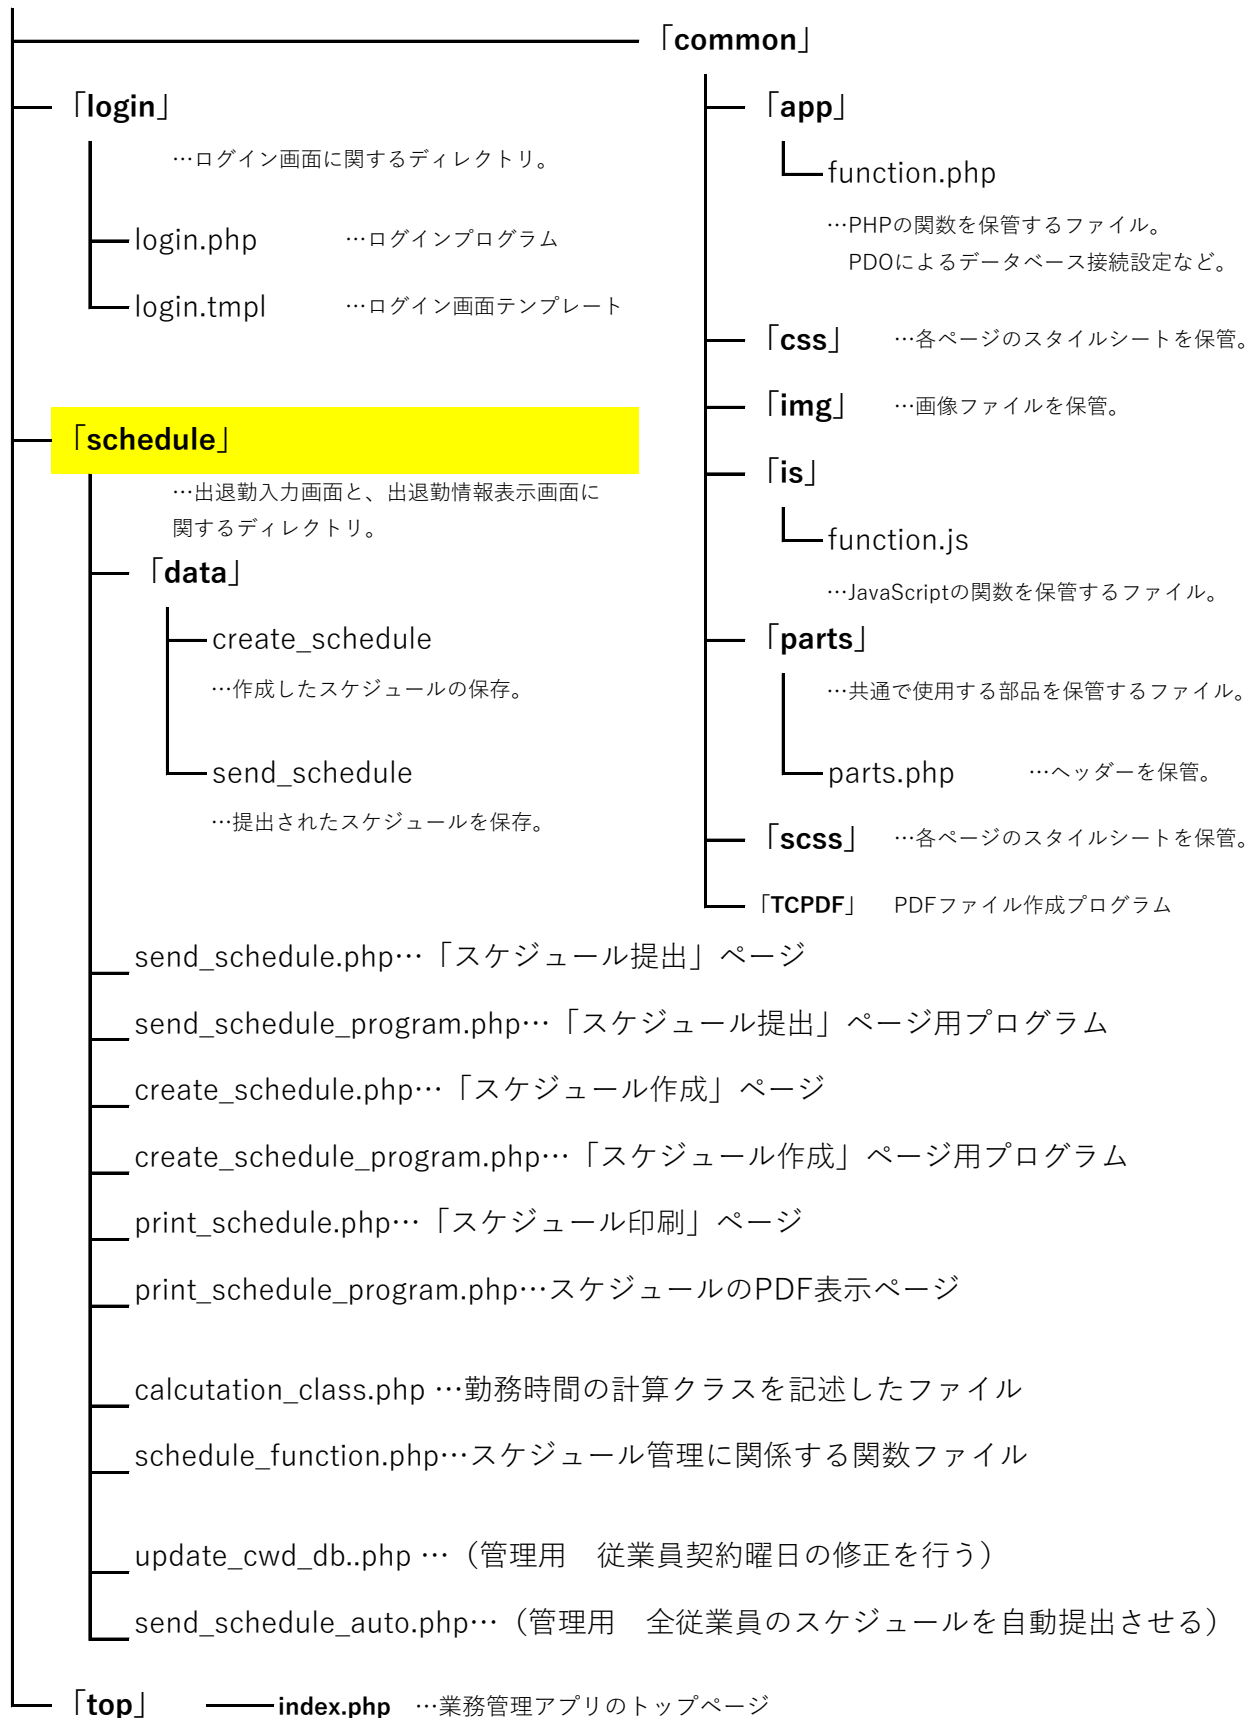 「common」
「login」
…ログイン画面に関するディレクトリ。
login.php …ログインプログラム
login.tmpl …ログイン画面テンプレート
「app」
function.php
…PHPの関数を保管するファイル。
PDOによるデータベース接続設定など。
「css」 …各ページのスタイルシートを保管。
「img」 …画像ファイルを保管。
「is」
function.js
…JavaScriptの関数を保管するファイル。
「parts」
…共通で使用する部品を保管するファイル。
parts.php …ヘッダーを保管。
「scss」 …各ページのスタイルシートを保管。
「TCPDF」 PDFファイル作成プログラム
「schedule」
…出退勤入力画面と、出退勤情報表示画面に
関するディレクトリ。
「data」
create_schedule
…作成したスケジュールの保存。
send_schedule
…提出されたスケジュールを保存。
send_schedule.php…「スケジュール提出」ページ
send_schedule_program.php…「スケジュール提出」ページ用プログラム
create_schedule.php…「スケジュール作成」ページ
create_schedule_program.php…「スケジュール作成」ページ用プログラム
print_schedule.php…「スケジュール印刷」ページ
print_schedule_program.php…スケジュールのPDF表示ページ
calcutation_class.php …勤務時間の計算クラスを記述したファイル
schedule_function.php…スケジュール管理に関係する関数ファイル
update_cwd_db..php …（管理用　従業員契約曜日の修正を行う）
send_schedule_auto.php…（管理用　全従業員のスケジュールを自動提出させる）
「top」 index.php …業務管理アプリのトップページ